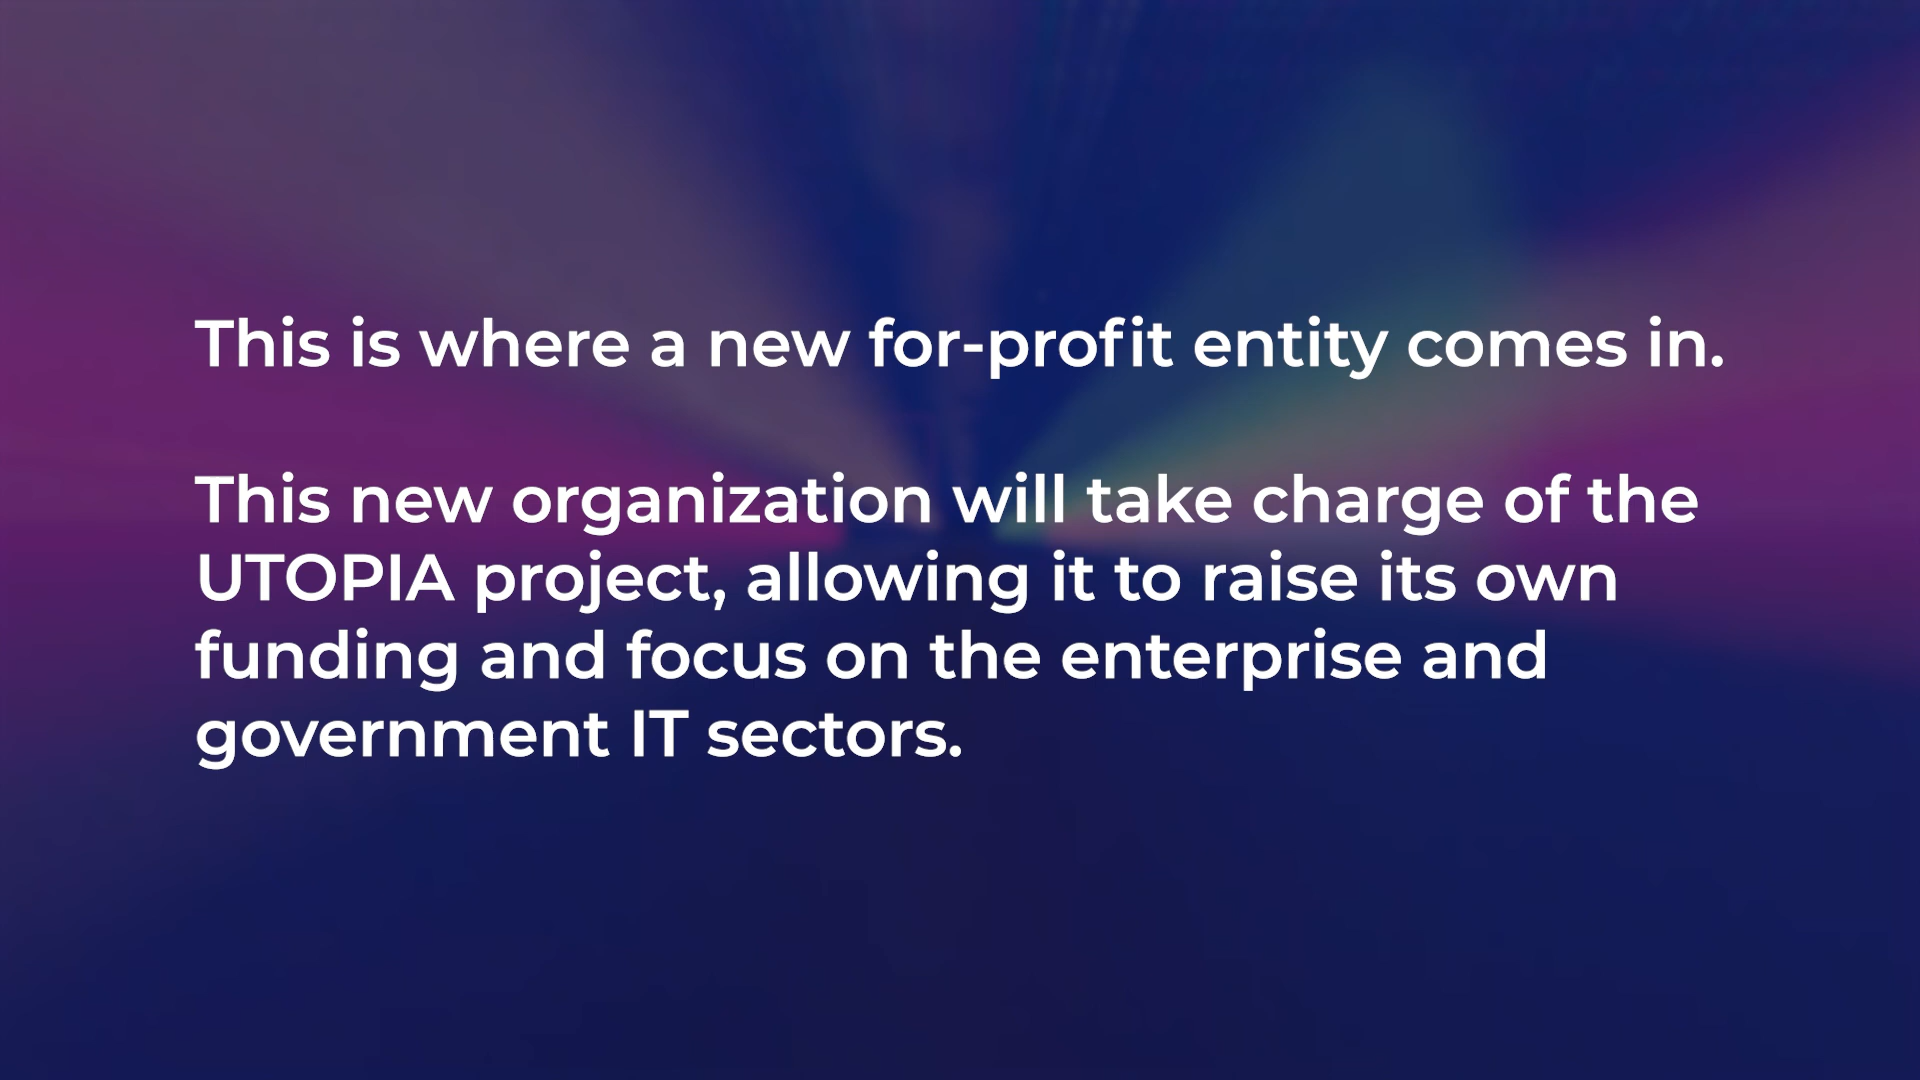 This is where a new for-profit entity comes in.
This new organization will take charge of the
UTOPIA project, allowing it to raise its own
funding and focus on the enterprise and
government IT sectors.